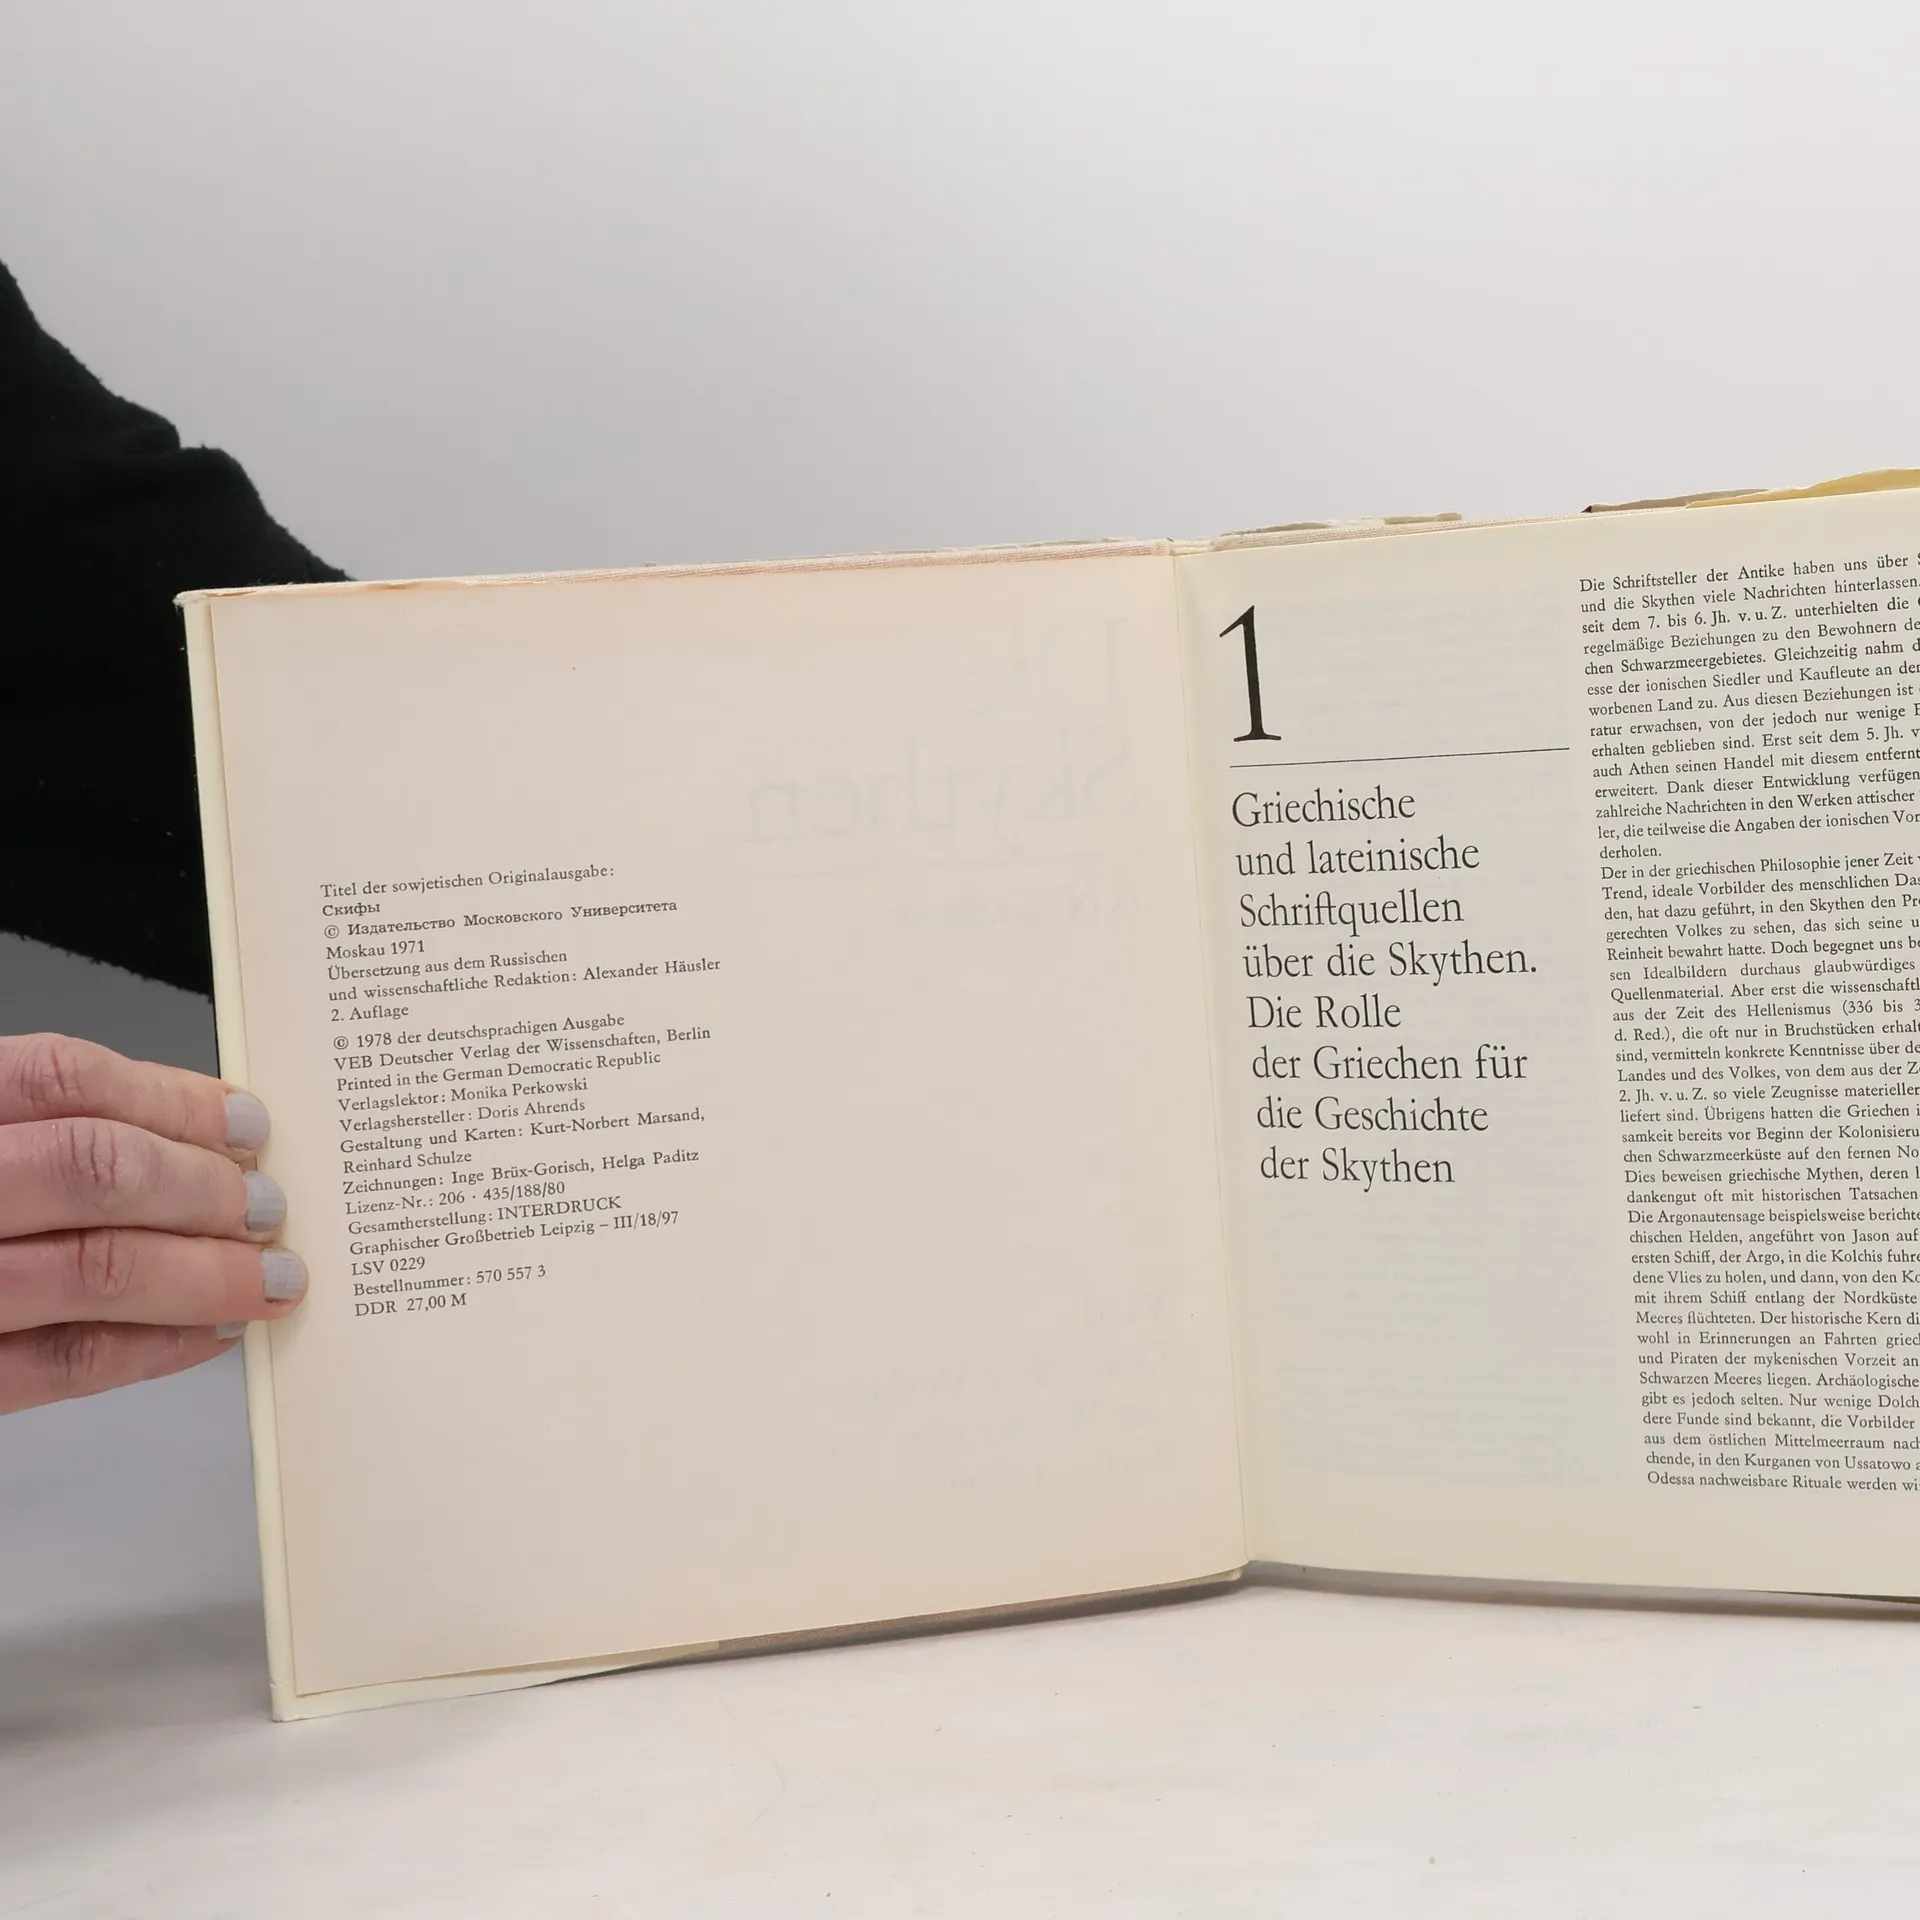 Titel der sowjetischen Originalausgabe:
Скифы
© Издательство Московского Университета
Moskau 1971
Übersetzung aus dem Russischen
und wissenschaftliche Redaktion: Alexander Häusler
2. Auflage
© 1978 der deutschsprachigen Ausgabe
VEB Deutscher Verlag der Wissenschaften, Berlin
Printed in the German Democratic Republic
Verlagslektor: Monika Perkowski
Verlagshersteller: Doris Ahrends
Gestaltung und Karten: Kurt-Norbert Marsand,
Reinhard Schulze
Zeichnungen: Inge Brüx-Gorisch, Helga Paditz
Lizenz-Nr.: 206 · 435/188/80
Gesamtherstellung: INTERDRUCK
Graphischer Großbetrieb Leipzig – III/18/97
LSV 0229
Bestellnummer: 570 557 3
DDR 27,00 M
1
Griechische
und lateinische
Schriftquellen
über die Skythen.
Die Rolle
der Griechen für
die Geschichte
der Skythen
Die Schriftsteller der Antike haben uns über
und die Skythen viele Nachrichten hinterlassen.
seit dem 7. bis 6. Jh. v. u. Z. unterhielten die
regelmäßige Beziehungen zu den Bewohnern
chen Schwarzmeergebietes. Gleichzeitig nahm
esse der ionischen Siedler und Kaufleute an
worbenen Land zu. Aus diesen Beziehungen ist
ratur erwachsen, von der jedoch nur wenige
erhalten geblieben sind. Erst seit dem 5. Jh. v
auch Athen seinen Handel mit diesem entfernt
erweitert. Dank dieser Entwicklung verfügen
zahlreiche Nachrichten in den Werken attischer
ler, die teilweise die Angaben der ionischen Vor
derholen.
Der in der griechischen Philosophie jener Zeit
Trend, ideale Vorbilder des menschlichen Das
den, hat dazu geführt, in den Skythen den Pr
gerechten Volkes zu sehen, das sich seine
Reinheit bewahrt hatte. Doch begegnet uns
sen Idealbildern durchaus glaubwürdiges
Quellenmaterial. Aber erst die wissenschaftl
aus der Zeit des Hellenismus (336 bis 3
d. Red.), die oft nur in Bruchstücken erhal
sind, vermitteln konkrete Kenntnisse über
Landes und des Volkes, von dem aus der
2. Jh. v. u. Z. so viele Zeugnisse materieller
liefert sind. Übrigens hatten die Griechen
samkeit bereits vor Beginn der Kolonisieru
chen Schwarzmeerküste auf den fernen No
Dies beweisen griechische Mythen, deren
dankengut oft mit historischen Tatsachen
Die Argonautensage beispielsweise berichte
chischen Helden, angeführt von Jason auf
ersten Schiff, der Argo, in die Kolchis fuhre
dene Vlies zu holen, und dann, von den Ko
mit ihrem Schiff entlang der Nordküste
Meeres flüchteten. Der historische Kern di
wohl in Erinnerungen an Fahrten griech
und Piraten der mykenischen Vorzeit an
Schwarzen Meeres liegen. Archäologische
gibt es jedoch selten. Nur wenige Dolch
dere Funde sind bekannt, die Vorbilder
aus dem östlichen Mittelmeerraum nach
chende, in den Kurganen von Ussatowo
Odessa nachweisbare Rituale werden